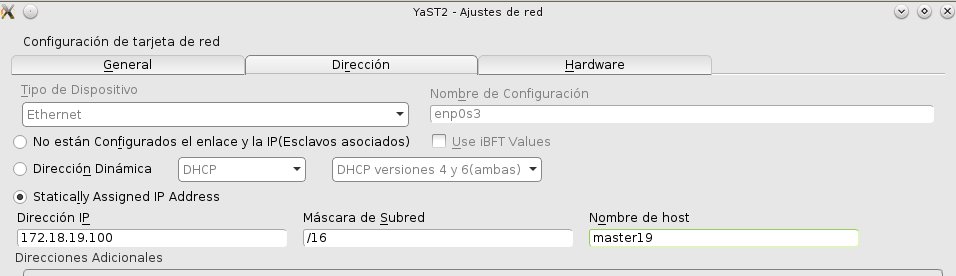 YaST2 - Ajustes de red
Configuración de tarjeta de red
General Dirección Hardware
Tipo de Dispositivo Nombre de Configuración
Ethernet enp0s3
No están Configurados el enlace y la IP(Esclavos asociados) Use iBFT Values
Dirección Dinámica DHCP DHCP versiones 4 y 6(ambas)
Statically Assigned IP Address
Dirección IP Máscara de Subred Nombre de host
172.18.19.100 /16 master19
Direcciones Adicionales